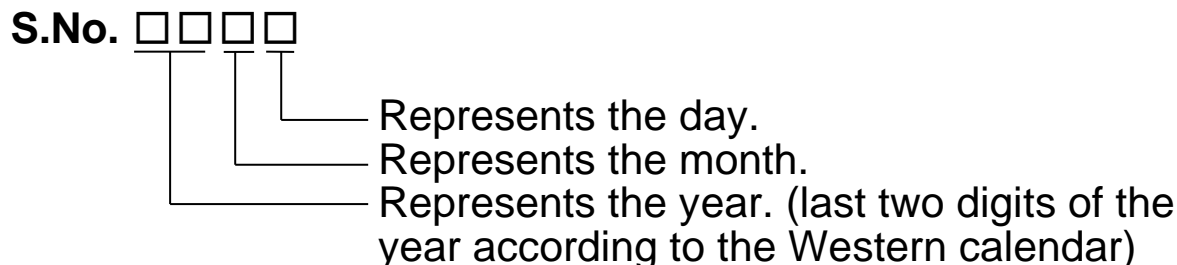 S.No. □□□□
Represents the day.
Represents the month.
Represents the year. (last two digits of the
year according to the Western calendar)